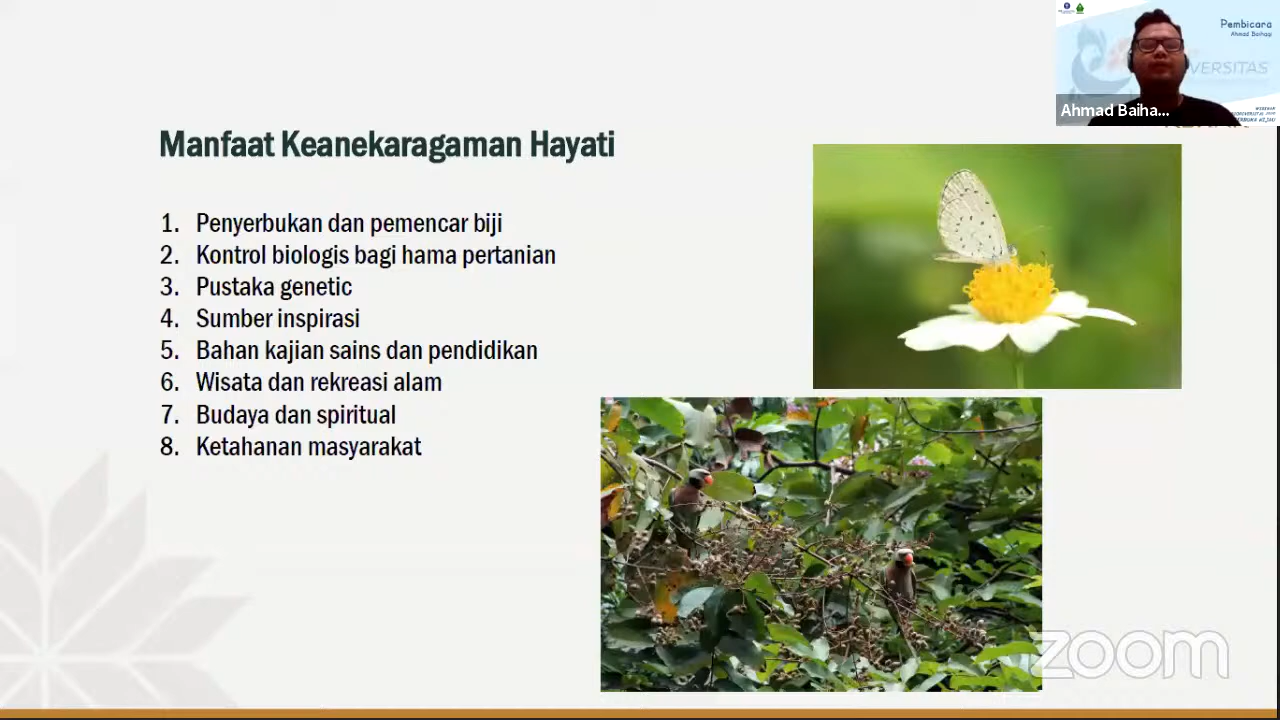 Pembicara
Ahmad Baihaqi
VERSITAS
Ahmad Baiha...
Manfaat Keanekaragaman Hayati
1. Penyerbukan dan pemencar biji
2. Kontrol biologis bagi hama pertanian
3. Pustaka genetic
4. Sumber inspirasi
5. Bahan kajian sains dan pendidikan
6. Wisata dan rekreasi alam
7. Budaya dan spiritual
8. Ketahanan masyarakat
zoom